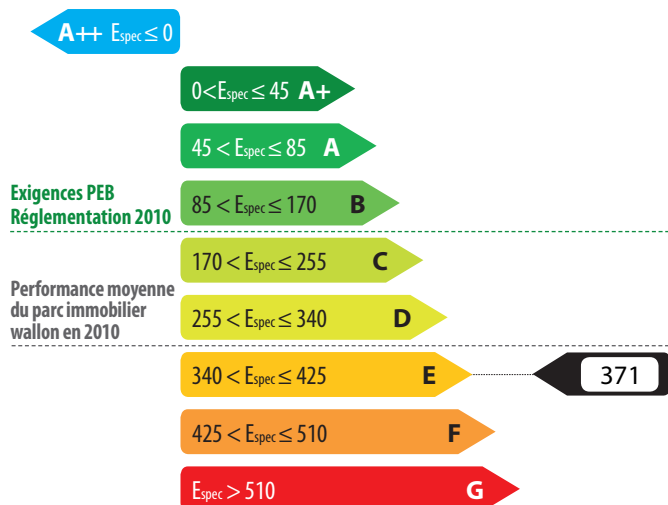 A++ Espec ≤ 0
0<Espec ≤ 45 A+
45 < Espec ≤ 85 A
Exigences PEB
Réglementation 2010
85 < Espec ≤ 170 B
170 < Espec ≤ 255 C
Performance moyenne
du parc immobilier
wallon en 2010
255 < Espec ≤ 340 D
340 < Espec ≤ 425 E
371
425 < Espec ≤ 510 F
Espec > 510 G